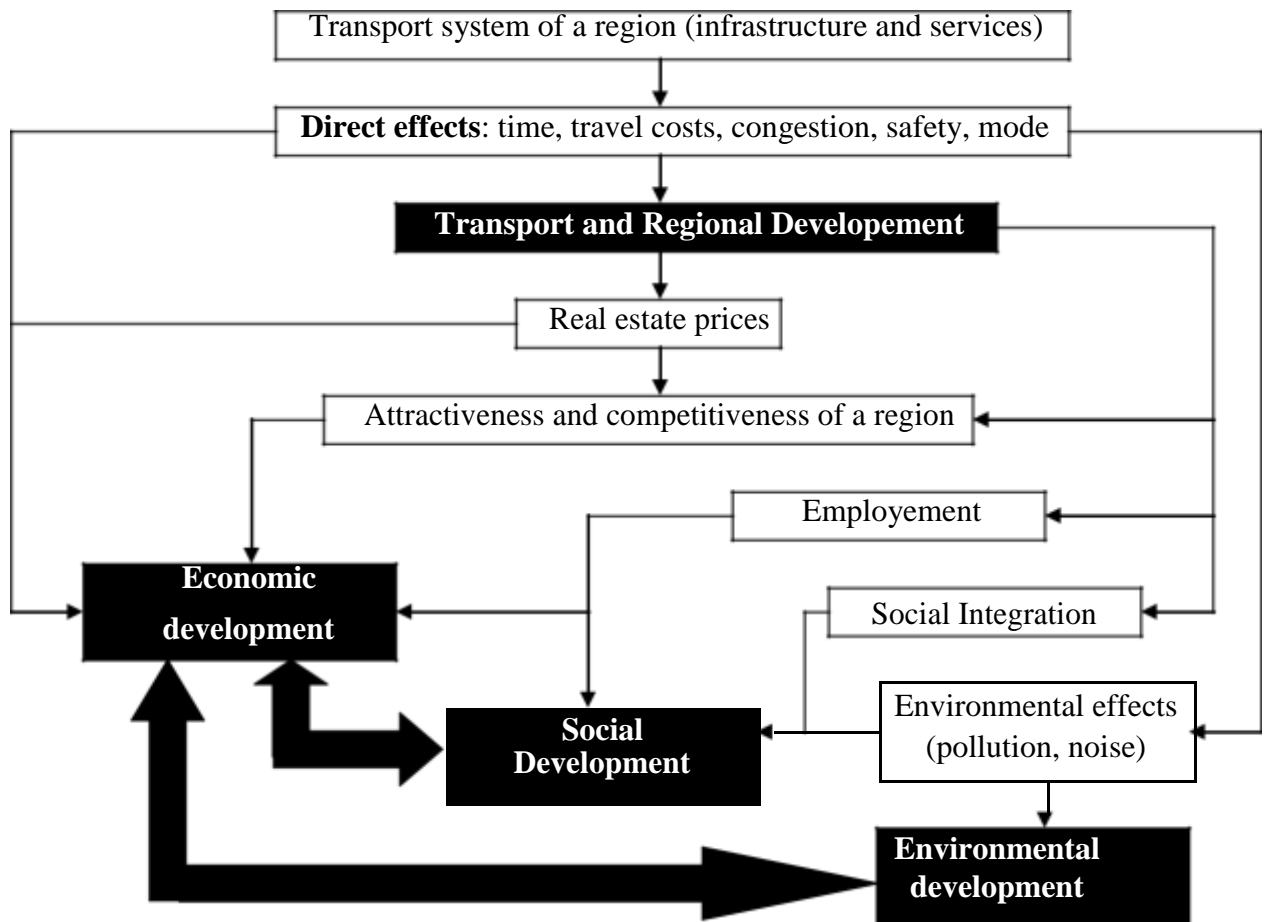 Transport system of a region (infrastructure and services)
Direct effects: time, travel costs, congestion, safety, mode
Transport and Regional Developement
Real estate prices
Attractiveness and competitiveness of a region
Employement
Economic
development
Social Integration
Environmental effects
(pollution, noise)
Social
Development
Environmental
development